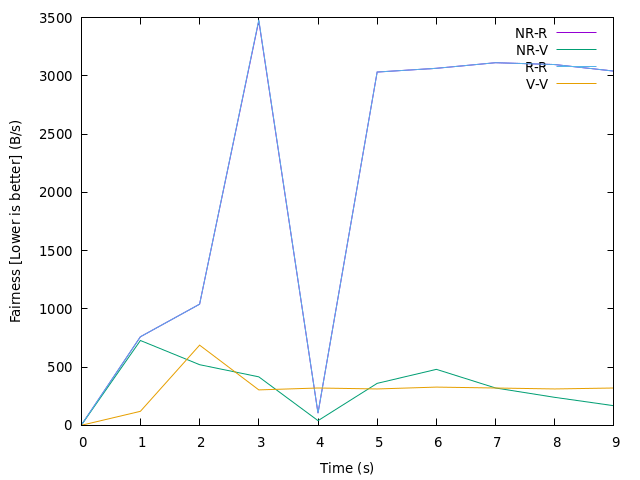 Fairness [Lower is better] (B/s)
3500
3000
2500
2000
1500
1000
500
0
NR-R
NR-V
R-R
V-V
0 1 2 3 4 5 6 7 8 9
Time (s)